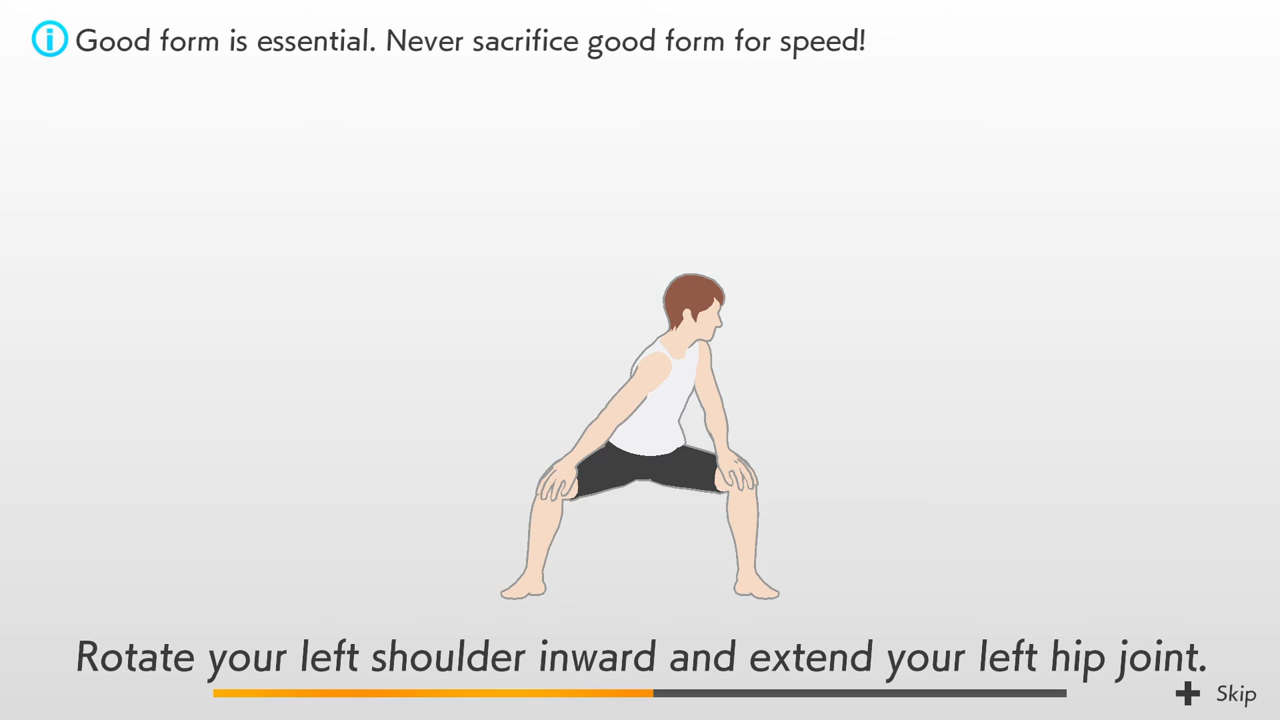 Good form is essential. Never sacrifice good form for speed!
Rotate your left shoulder inward and extend your left hip joint.
Skip